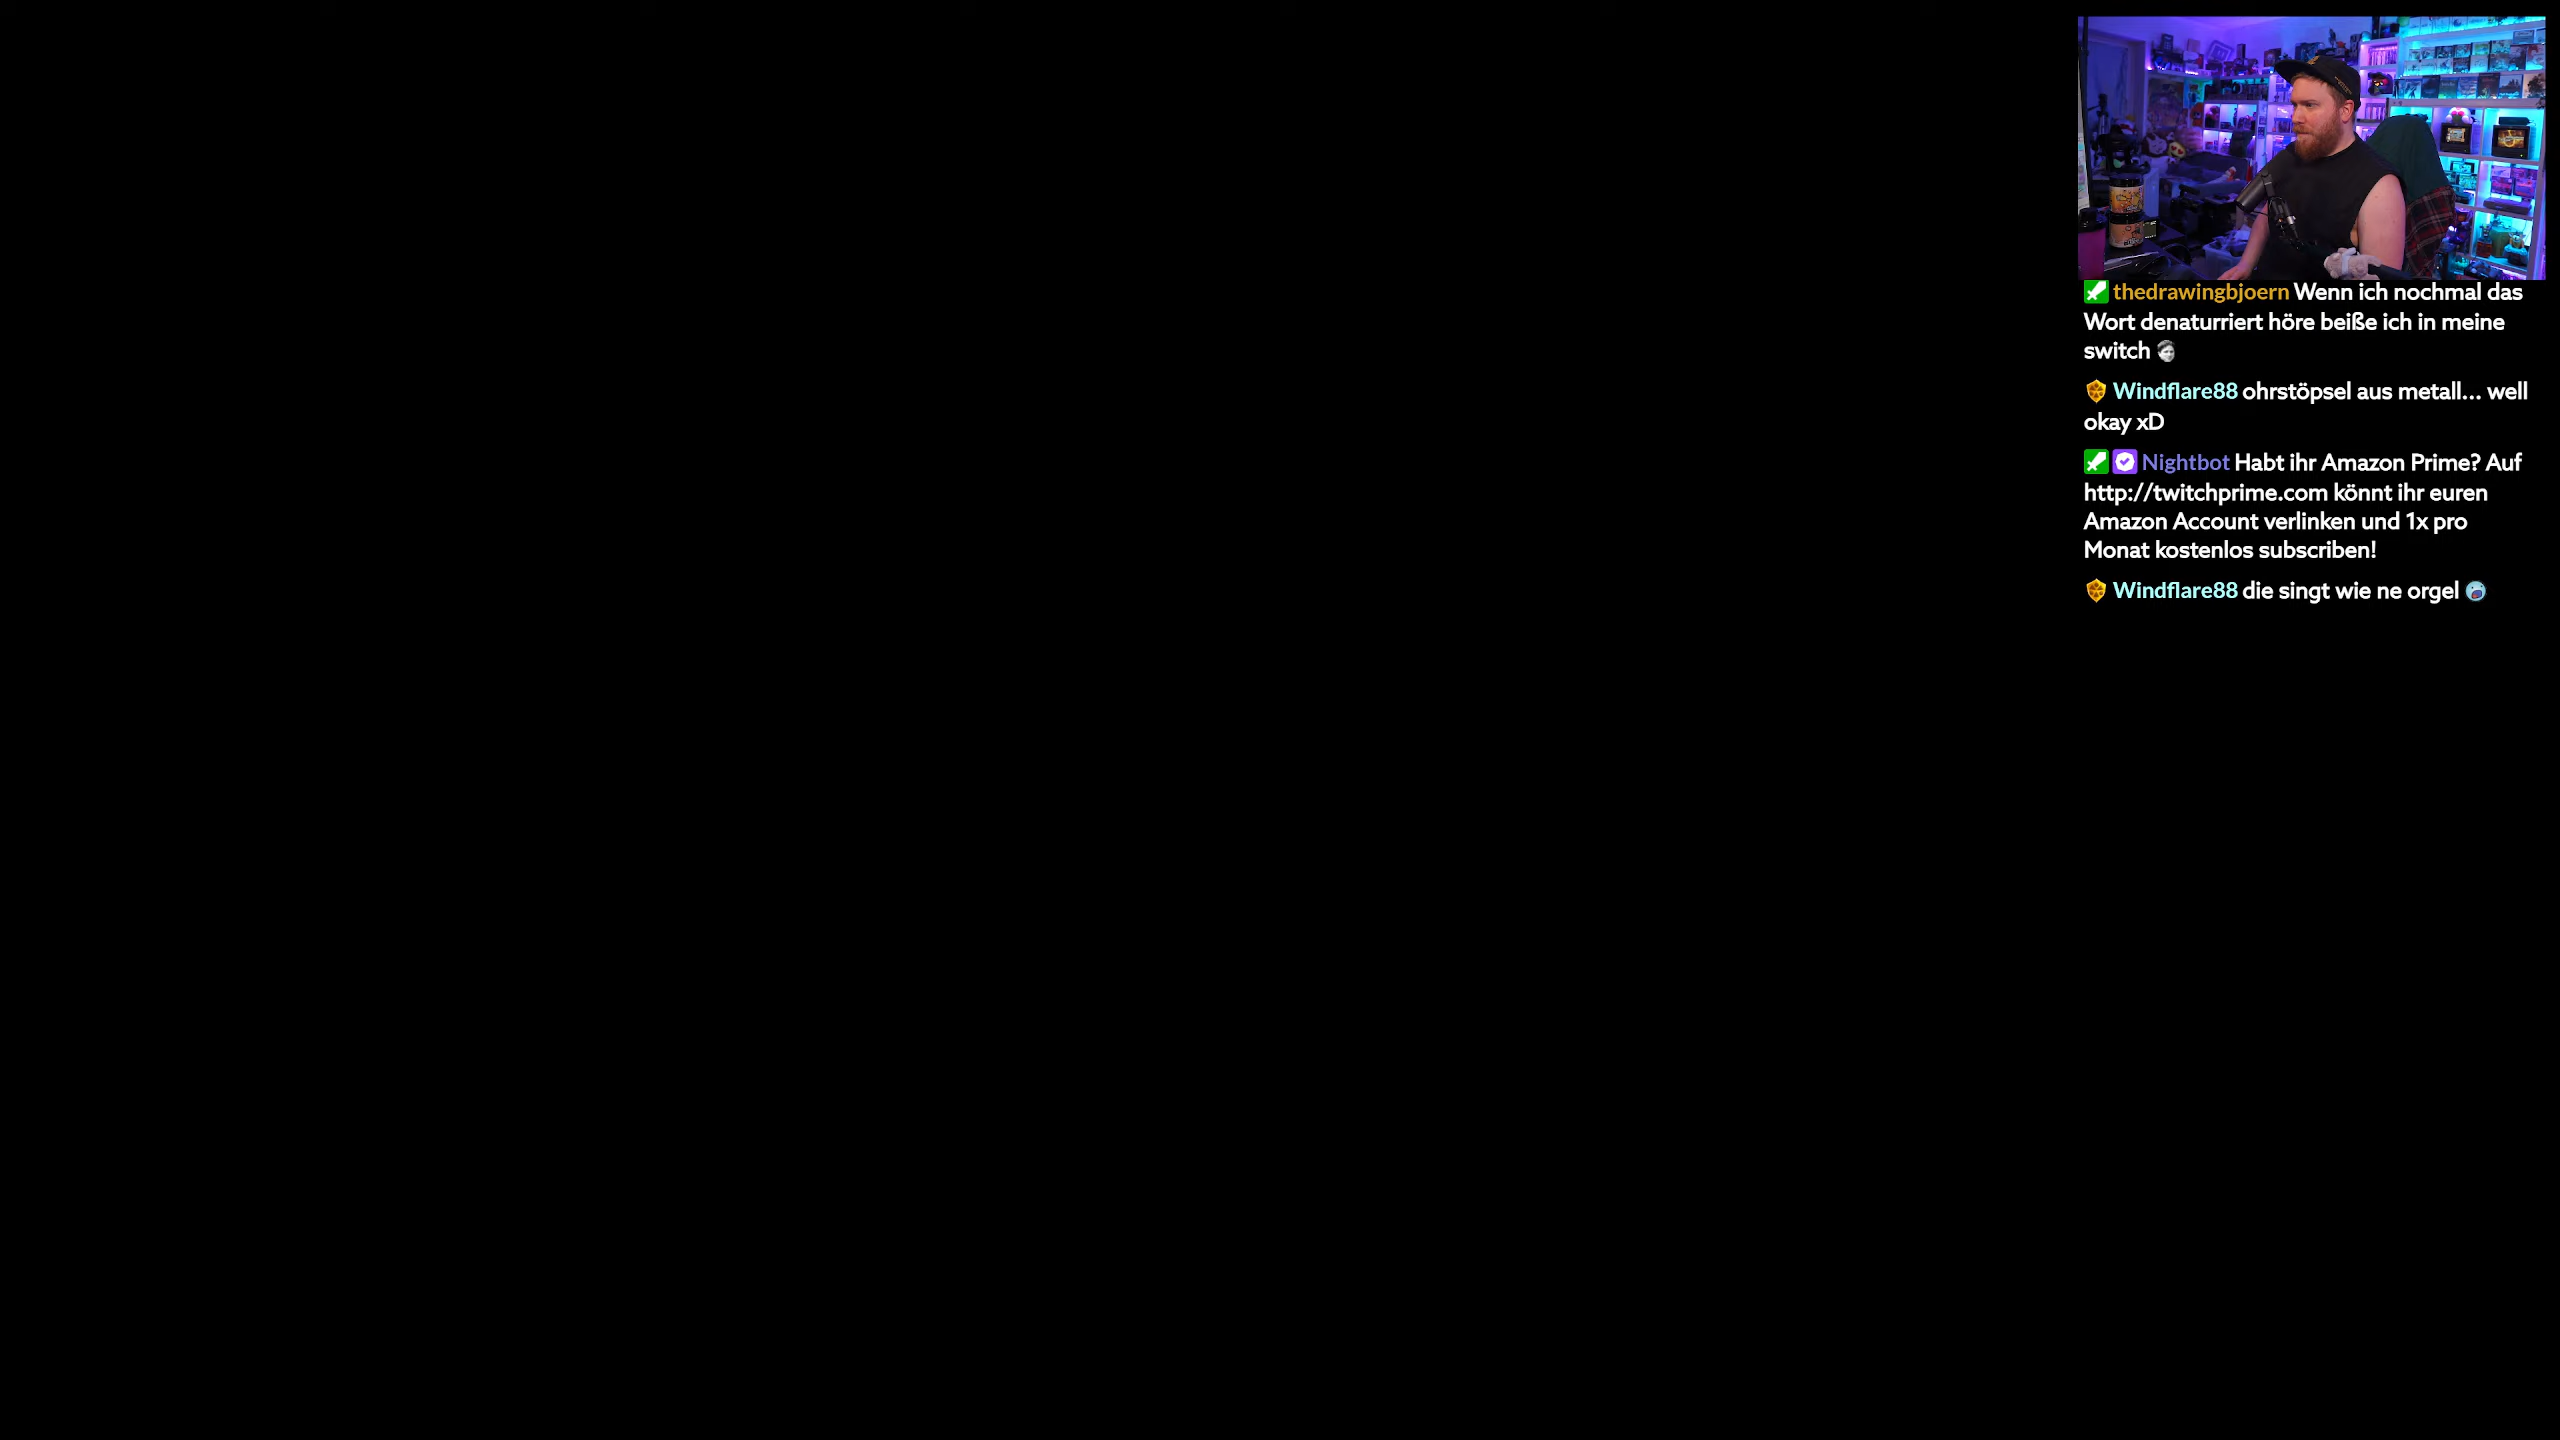 thedrawingbjoern Wenn ich nochmal das
Wort denaturriert höre beiße ich in meine
switch
Windflare88 ohrstöpsel aus metall... well
okay xD
Nightbot Habt ihr Amazon Prime? Auf
http://twitchprime.com könnt ihr euren
Amazon Account verlinken und 1x pro
Monat kostenlos subscriben!
Windflare88 die singt wie ne orgel